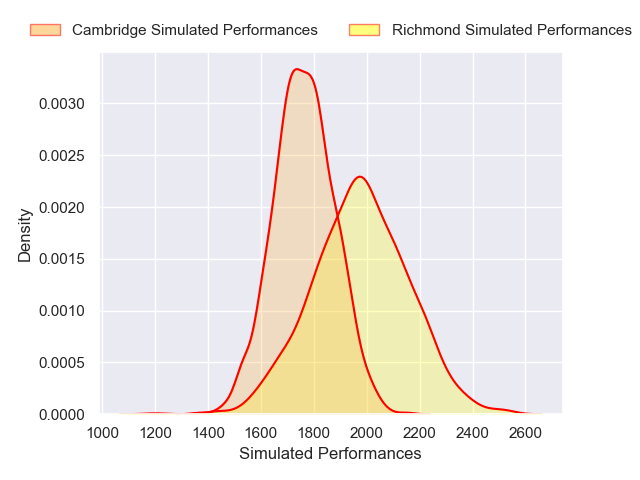 Cambridge Simulated Performances
Richmond Simulated Performances
0.0030
0.0025
0.0020
0.0015
0.0010
0.0005
0.0000
Density
1000 1200 1400 1600 1800 2000 2200 2400 2600
Simulated Performances